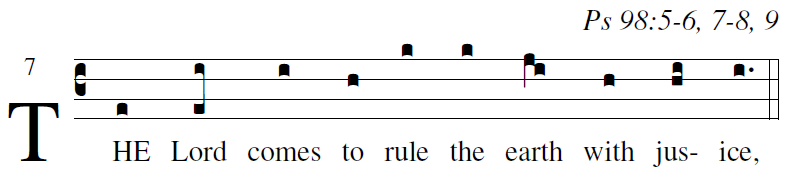 Ps 98:5-6, 7-8, 9
7
THE Lord comes to rule the earth with jus- ice,